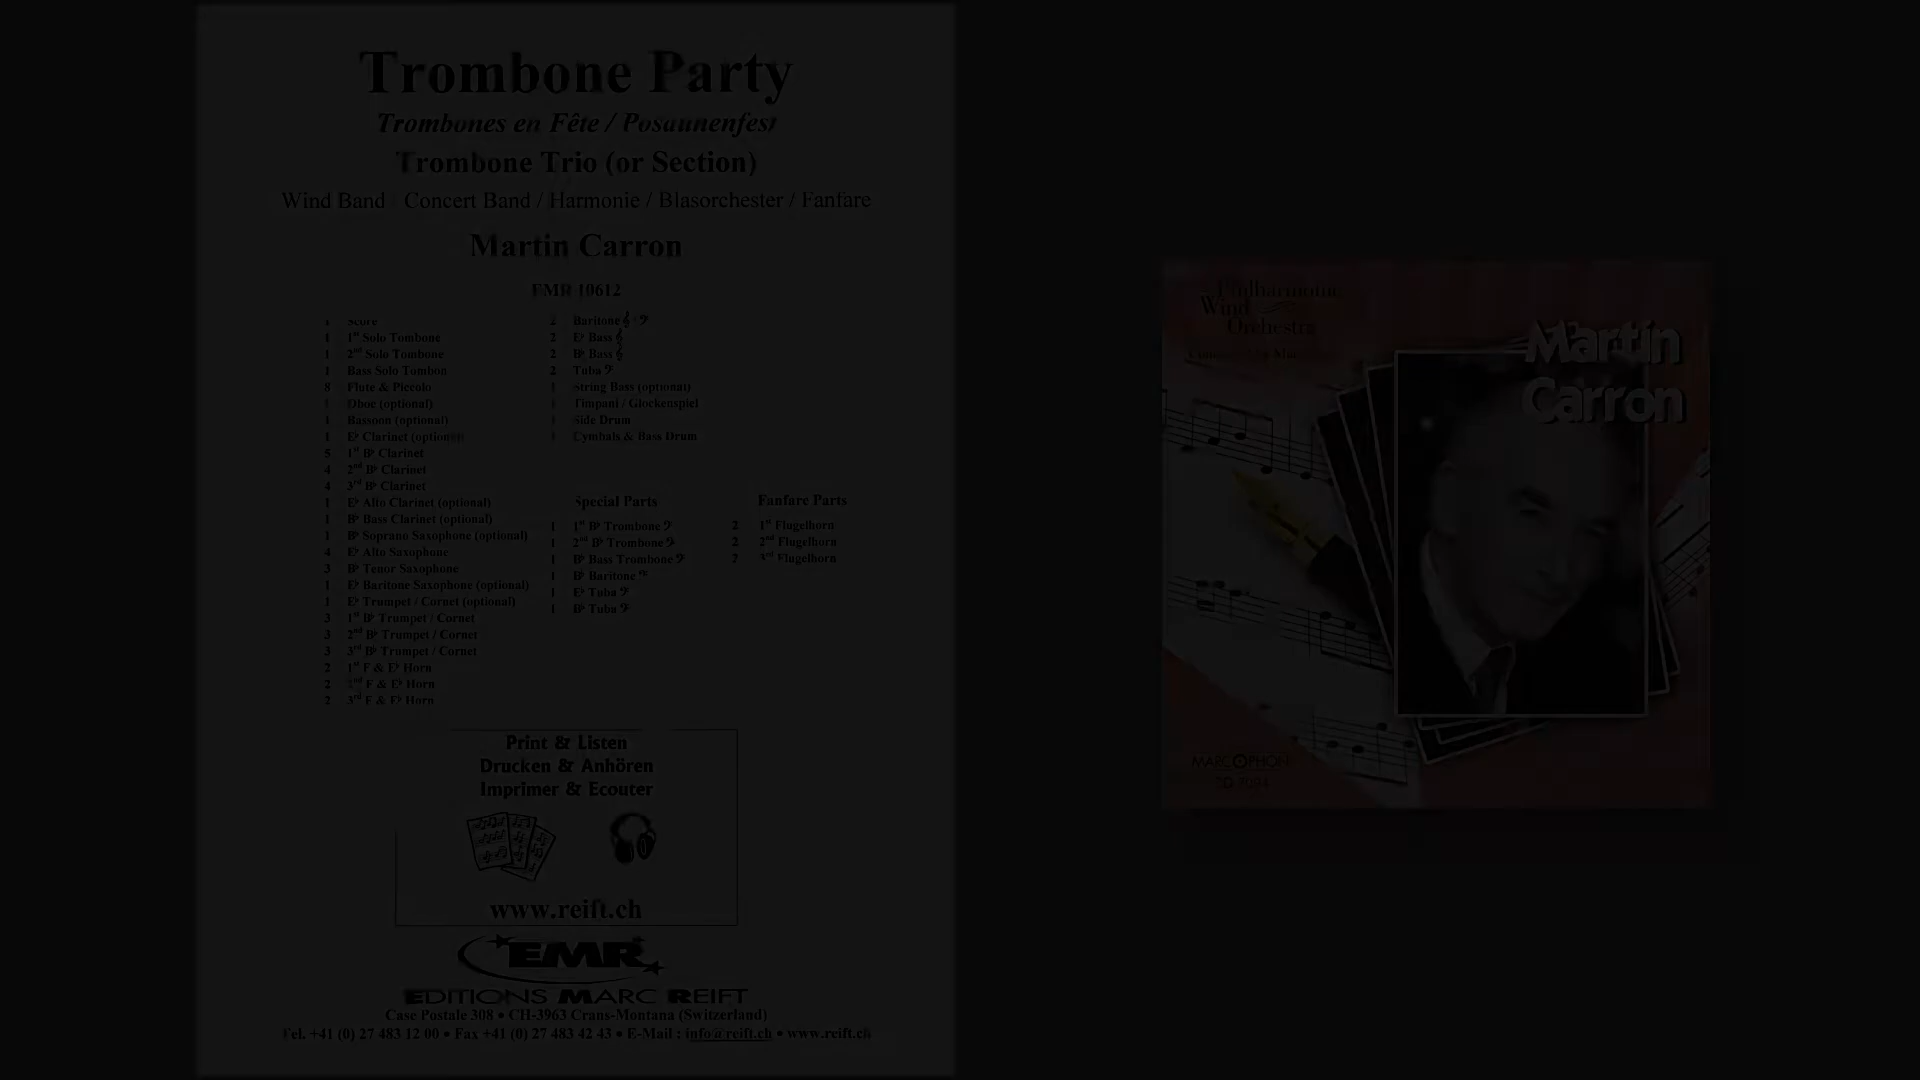 Trombone Party
Trombones en Fête / Posaunenfest
Trombone Trio (or Section)
Wind Band / Concert Band / Harmonie / Blasorchester / Fanfare
Martin Carron
EMR 10612
1 Score
1 1st Solo Tombone
1 2nd Solo Tombone
1 Bass Solo Tombon
8 Flute & Piccolo
1 Oboe (optional)
1 Bassoon (optional)
1 E♭ Clarinet (optional)
5 1st B♭ Clarinet
4 2nd B♭ Clarinet
4 3rd B♭ Clarinet
1 E♭ Alto Clarinet (optional)
1 B♭ Bass Clarinet (optional)
1 B♭ Soprano Saxophone (optional)
4 E♭ Alto Saxophone
3 B♭ Tenor Saxophone
1 E♭ Baritone Saxophone (optional)
1 E♭ Trumpet / Cornet (optional)
3 1st B♭ Trumpet / Cornet
3 2nd B♭ Trumpet / Cornet
3 3rd B♭ Trumpet / Cornet
2 1st F & E♭ Horn
2 2nd F & E♭ Horn
2 3rd F & E♭ Horn
2 Baritone
2 E♭ Bass
2 B♭ Bass
2 Tuba
1 String Bass (optional)
1 Timpani / Glockenspiel
1 Side Drum
1 Cymbals & Bass Drum
Special Parts
1 1st B♭ Trombone
1 2nd B♭ Trombone
1 B♭ Bass Trombone
1 B♭ Baritone
1 E♭ Tuba
1 B♭ Tuba
Fanfare Parts
2 1st Flugelhorn
2 2nd Flugelhorn
2 3rd Flugelhorn
Print & Listen
Drucken & Anhören
Imprimer & Ecouter
www.reift.ch
EMR
EDITIONS MARC REIFT
Case Postale 308 • CH-3963 Crans-Montana (Switzerland)
Tel. +41 (0) 27 483 12 00 • Fax +41 (0) 27 483 42 43 • E-Mail : info@reift.ch • www.reift.ch
Philharmonic
Wind
Orchestra
Martin
Carron
MARCOPHON